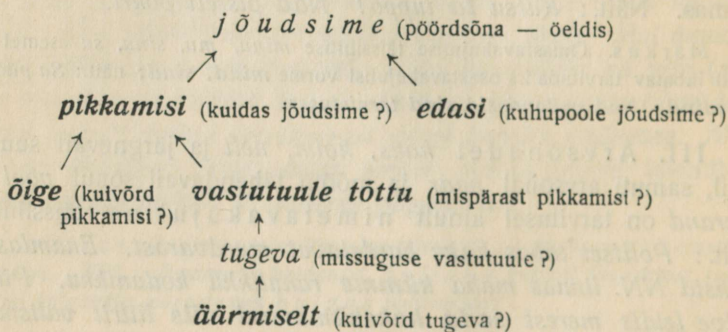 jõudsime (pöördsõna — öeldis)
pikkamisi (kuidas jõudsime?) edasi (kuhupoole jõudsime?)
õige (kuivõrd vastutuule tõttu (mispärast pikkamisi?)
pikkamisi?)
tugeva (missuguse vastutuule?)
äärmiselt (kuivõrd tugeva?)